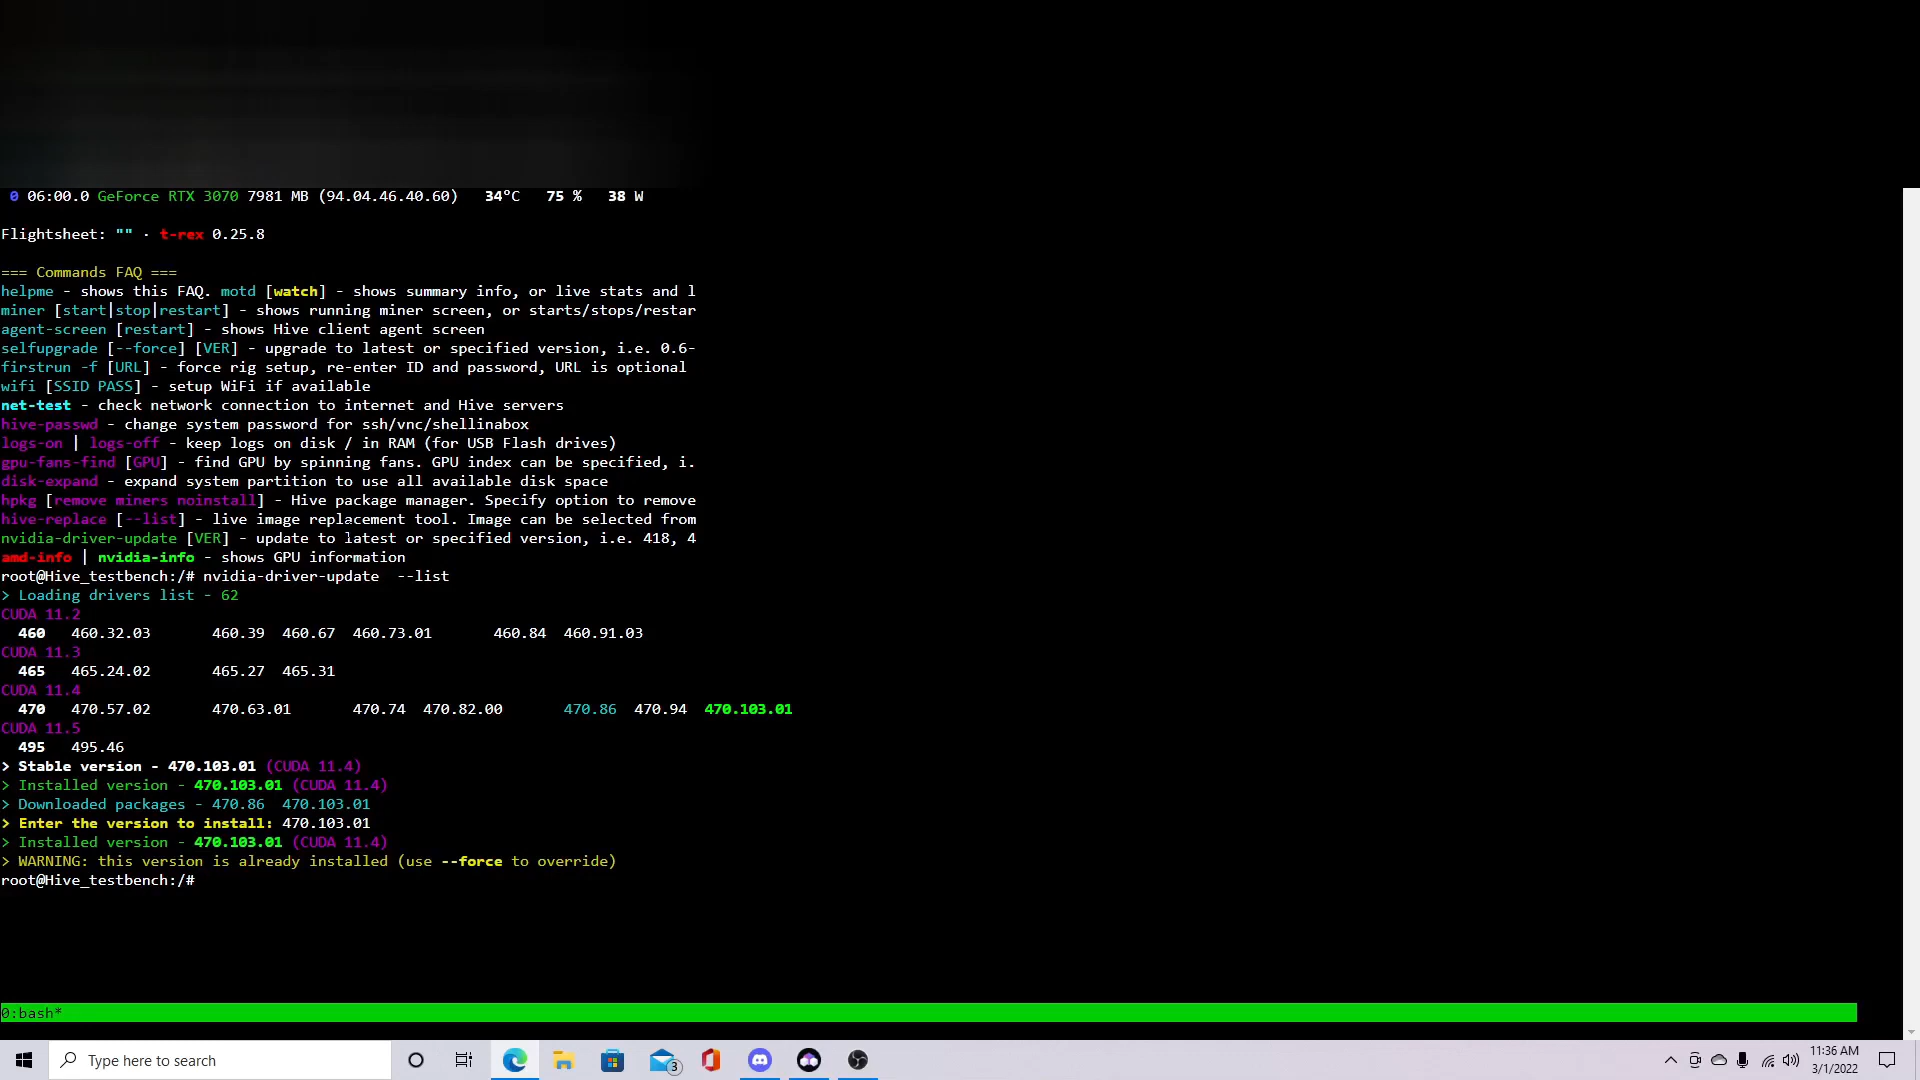 0 06:00.0 GeForce RTX 3070 7981 MB (94.04.46.40.60) 34°C 75 % 38 W
Flightsheet: "" · t-rex 0.25.8
=== Commands FAQ ===
helpme - shows this FAQ. motd [watch] - shows summary info, or live stats and l
miner [start|stop|restart] - shows running miner screen, or starts/stops/restar
agent-screen [restart] - shows Hive client agent screen
selfupgrade [--force] [VER] - upgrade to latest or specified version, i.e. 0.6-
firstrun -f [URL] - force rig setup, re-enter ID and password, URL is optional
wifi [SSID PASS] - setup WiFi if available
net-test - check network connection to internet and Hive servers
hive-passwd - change system password for ssh/vnc/shellinabox
logs-on | logs-off - keep logs on disk / in RAM (for USB Flash drives)
gpu-fans-find [GPU] - find GPU by spinning fans. GPU index can be specified, i.
disk-expand - expand system partition to use all available disk space
hpkg [remove miners noinstall] - Hive package manager. Specify option to remove
hive-replace [--list] - live image replacement tool. Image can be selected from
nvidia-driver-update [VER] - update to latest or specified version, i.e. 418, 4
amd-info | nvidia-info - shows GPU information
root@Hive_testbench:/# nvidia-driver-update --list
> Loading drivers list - 62
CUDA 11.2
460 460.32.03 460.39 460.67 460.73.01 460.84 460.91.03
CUDA 11.3
465 465.24.02 465.27 465.31
CUDA 11.4
470 470.57.02 470.63.01 470.74 470.82.00 470.86 470.94 470.103.01
CUDA 11.5
495 495.46
> Stable version - 470.103.01 (CUDA 11.4)
> Installed version - 470.103.01 (CUDA 11.4)
> Downloaded packages - 470.86 470.103.01
> Enter the version to install: 470.103.01
> Installed version - 470.103.01 (CUDA 11.4)
> WARNING: this version is already installed (use --force to override)
root@Hive_testbench:/#
0:bash*
Type here to search
3
11:36 AM
3/1/2022